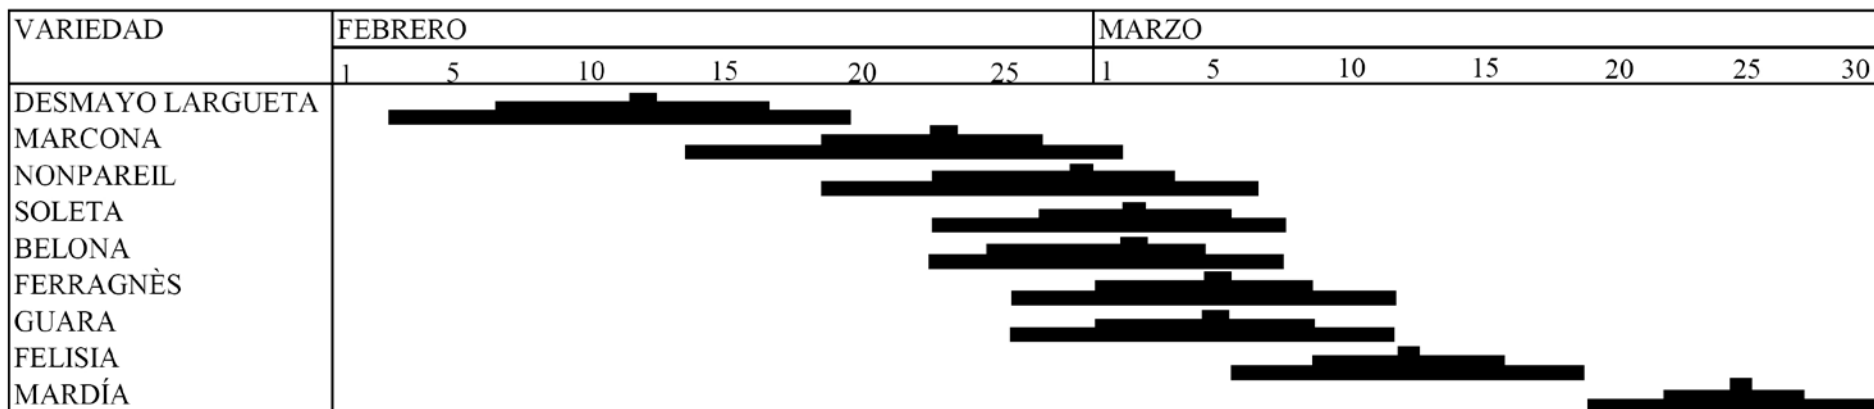 VARIEDAD FEBRERO MARZO
1 5 10 15 20 25 1 5 10 15 20 25 30
DESMAYO LARGUETA
MARCONA
NONPAREIL
SOLETA
BELONA
FERRAGNÈS
GUARA
FELISIA
MARDÍA